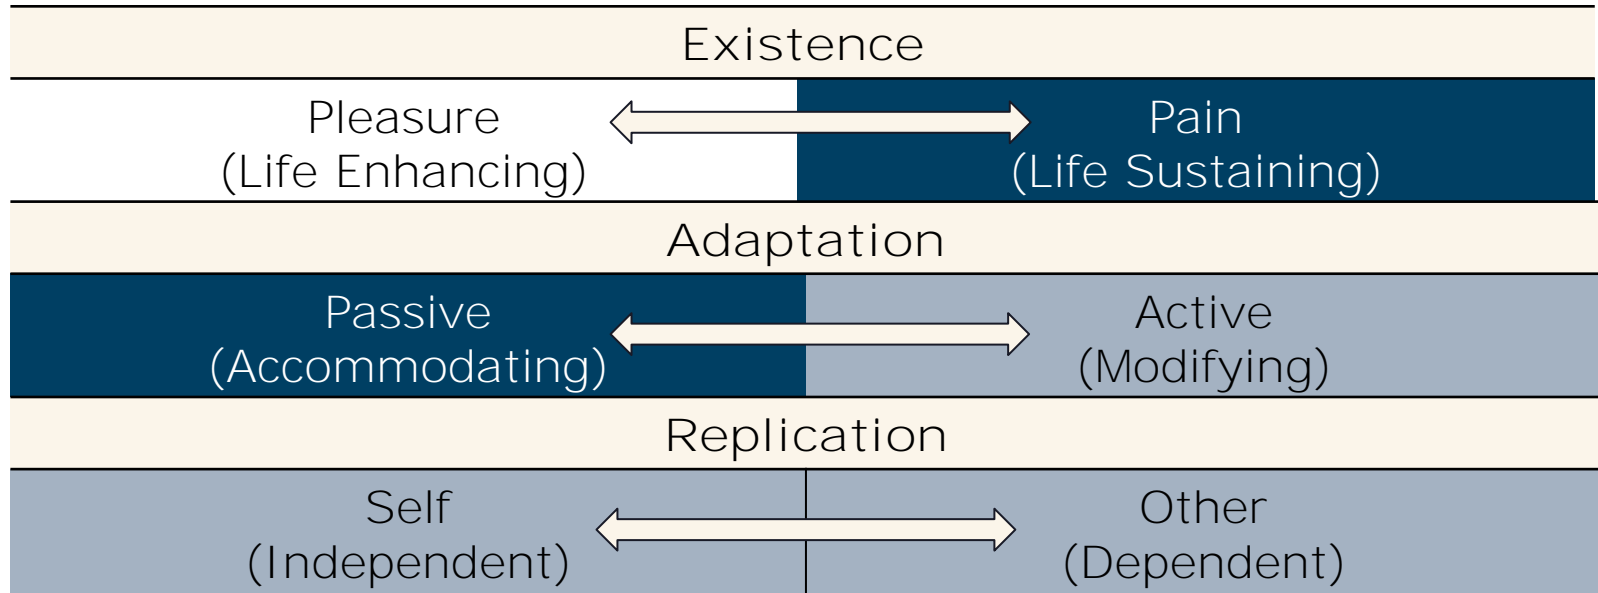 Existence
Pleasure
(Life Enhancing)
Pain
(Life Sustaining)
Adaptation
Passive
(Accommodating)
Active
(Modifying)
Replication
Self
(Independent)
Other
(Dependent)